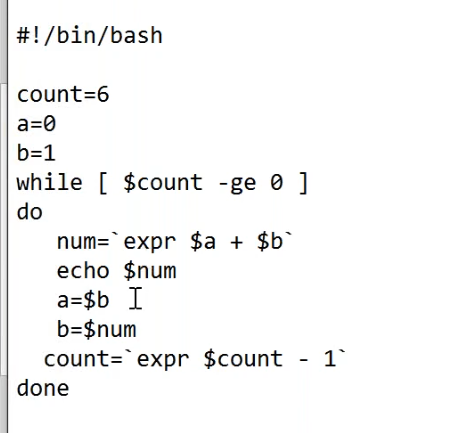 #!/bin/bash
count=6
a=0
b=1
while [ $count -ge 0 ]
do
num=`expr $a + $b`
echo $num
a=$b
b=$num
count=`expr $count - 1`
done